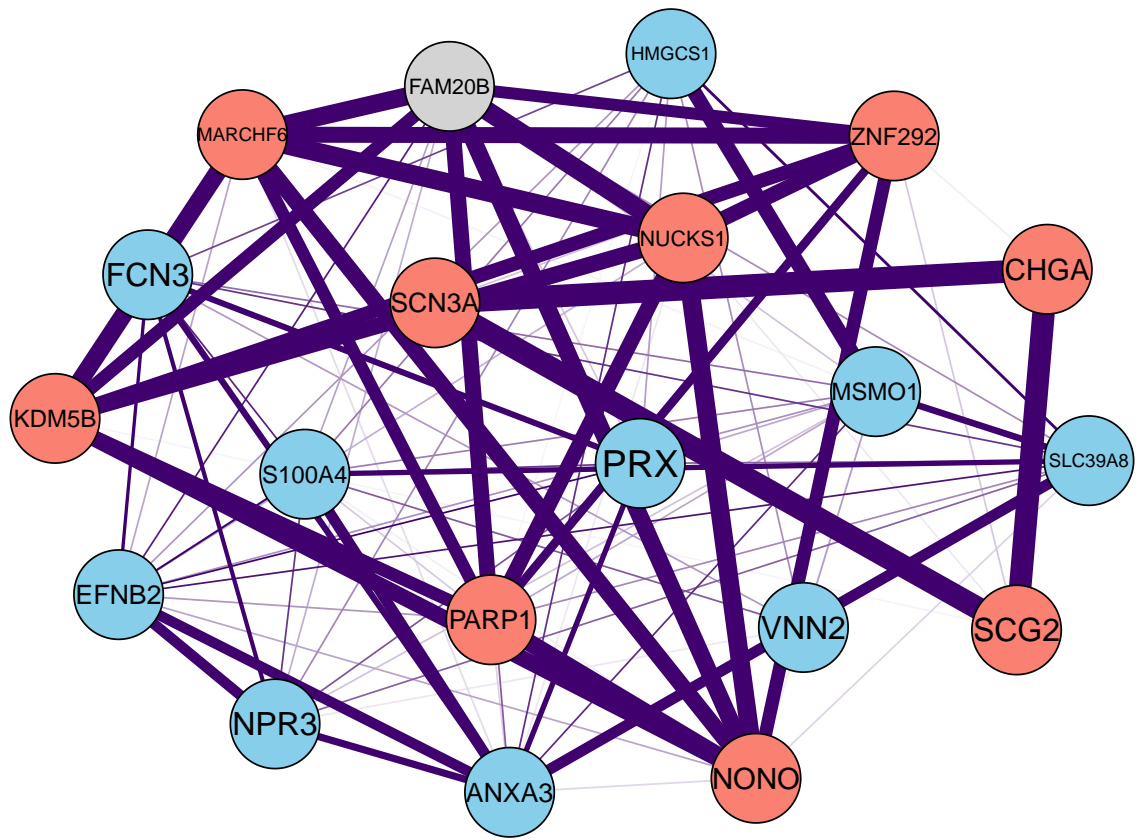 HMGCS1
FAM20B
MARCHF6
ZNF292
NUCKS1
FCN3
CHGA
SCN3A
MSMO1
KDM5B
PRX
SLC39A8
S100A4
EFNB2
PARP1
VNN2
SCG2
NPR3
NONO
ANXA3